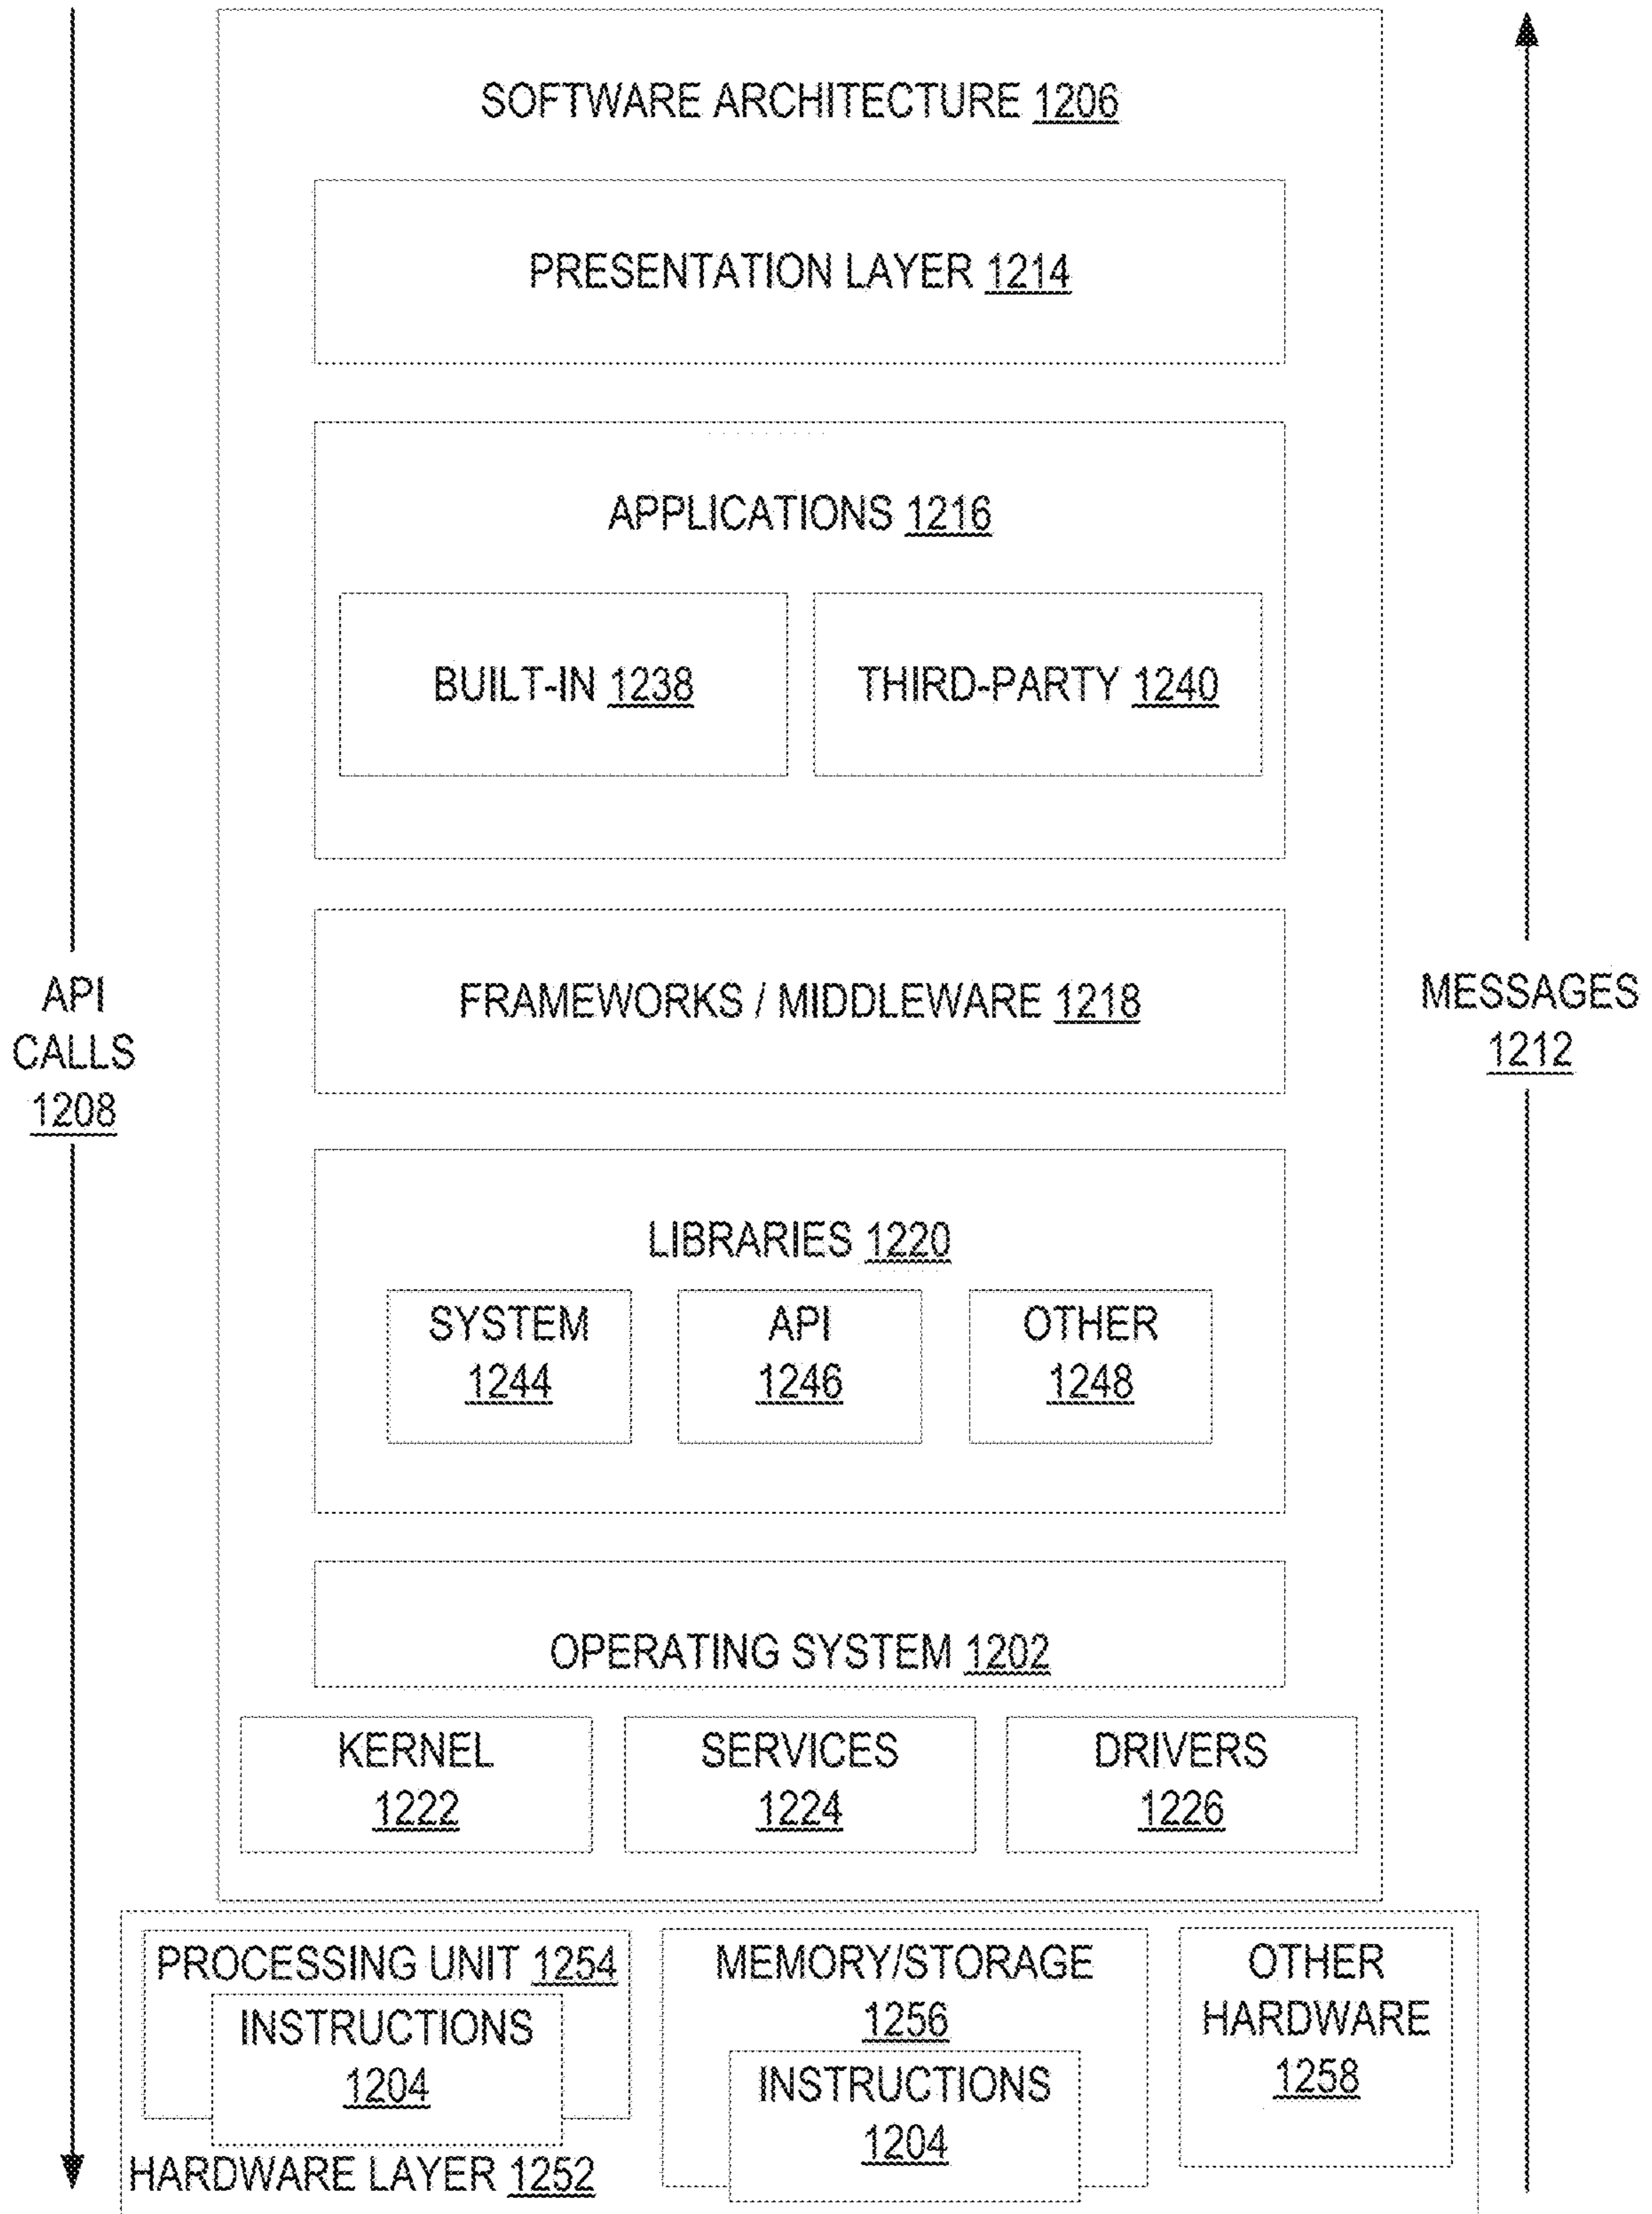 SOFTWARE ARCHITECTURE 1206
PRESENTATION LAYER 1214
APPLICATIONS 1216
BUILT-IN 1238
THIRD-PARTY 1240
FRAMEWORKS / MIDDLEWARE 1218
API
CALLS
1208
MESSAGES
1212
LIBRARIES 1220
SYSTEM
1244
API
1246
OTHER
1248
OPERATING SYSTEM 1202
KERNEL
1222
SERVICES
1224
DRIVERS
1226
PROCESSING UNIT 1254
INSTRUCTIONS
1204
MEMORY/STORAGE
1256
INSTRUCTIONS
1204
OTHER
HARDWARE
1258
HARDWARE LAYER 1252